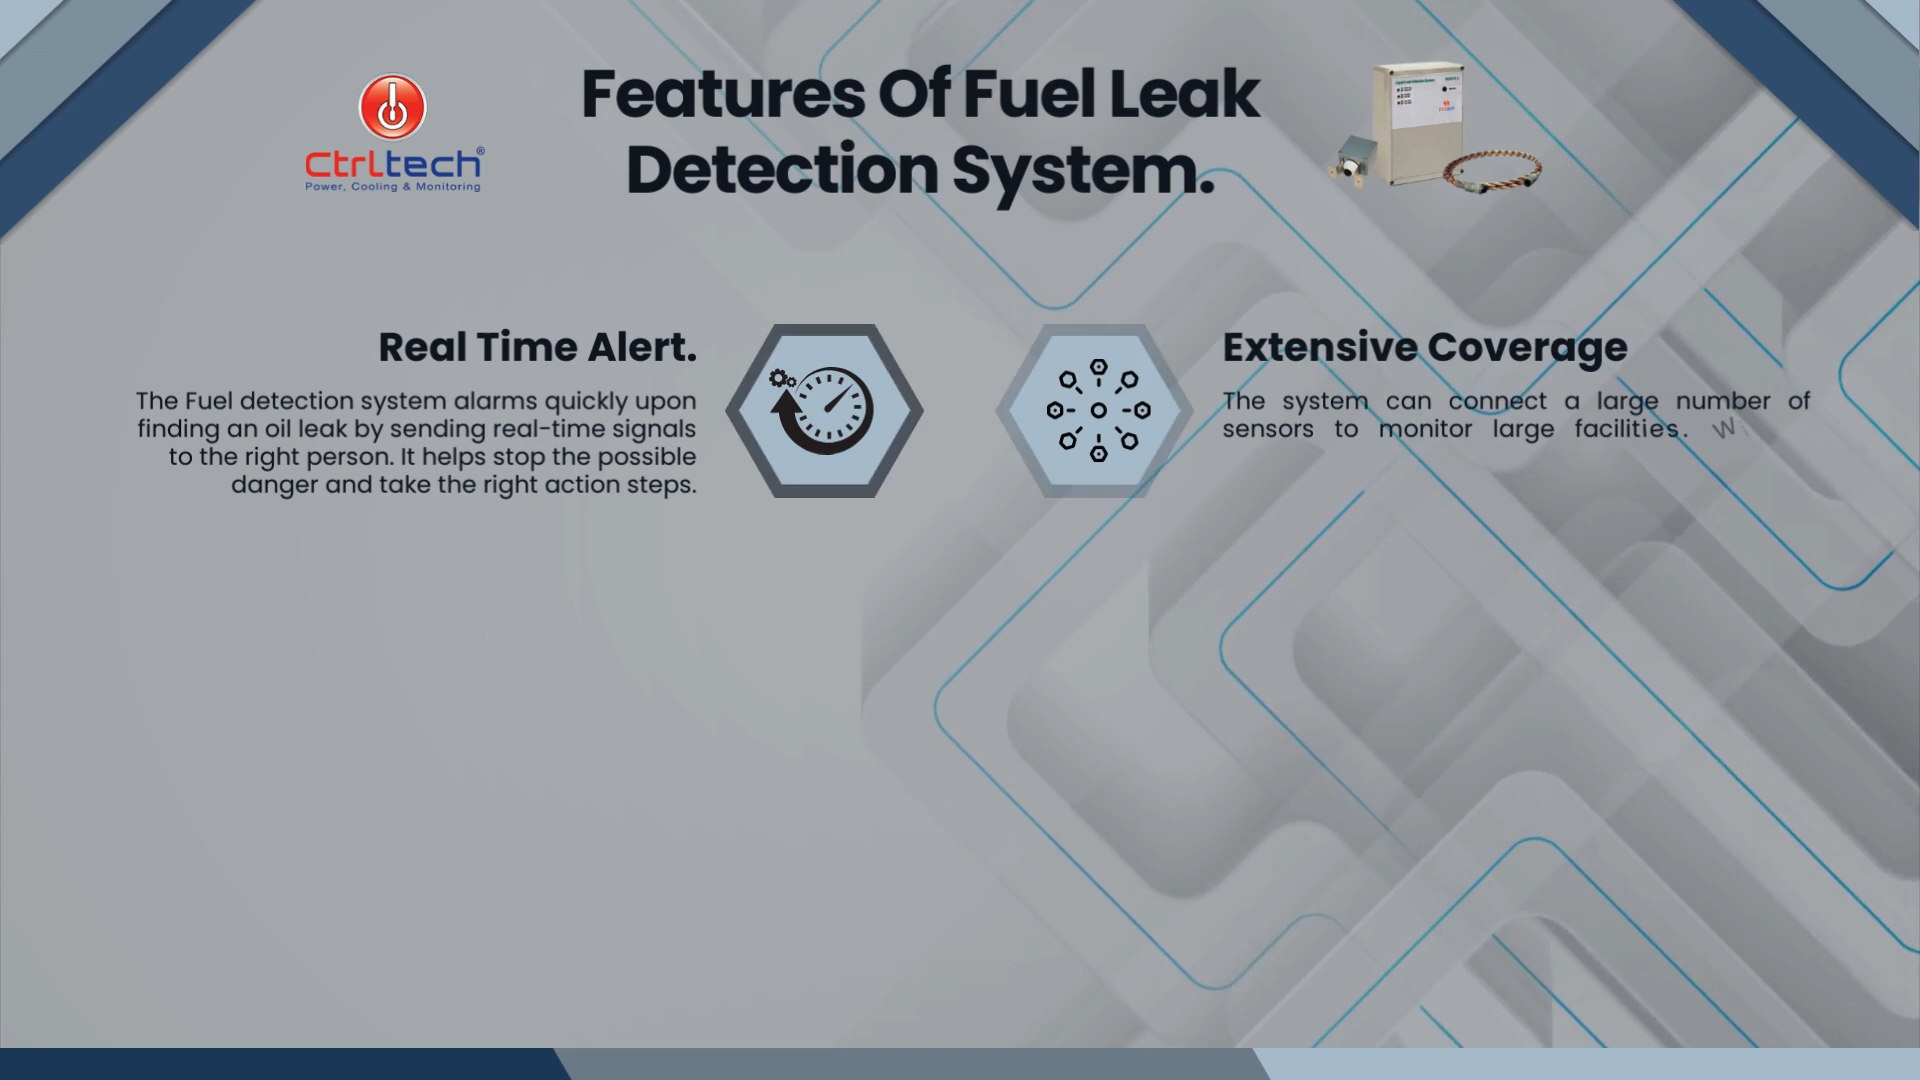 Ctrltech®
Power, Cooling & Monitoring
Features Of Fuel Leak
Detection System.
Real Time Alert.
The Fuel detection system alarms quickly upon
finding an oil leak by sending real-time signals
to the right person. It helps stop the possible
danger and take the right action steps.
Extensive Coverage
The system can connect a large number of
sensors to monitor large facilities.